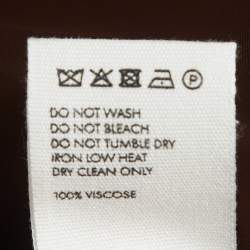 P
DO NOT WASH
DO NOT BLEACH
DO NOT TUMBLE DRY
IRON LOW HEAT
DRY CLEAN ONLY
100% VISCOSE